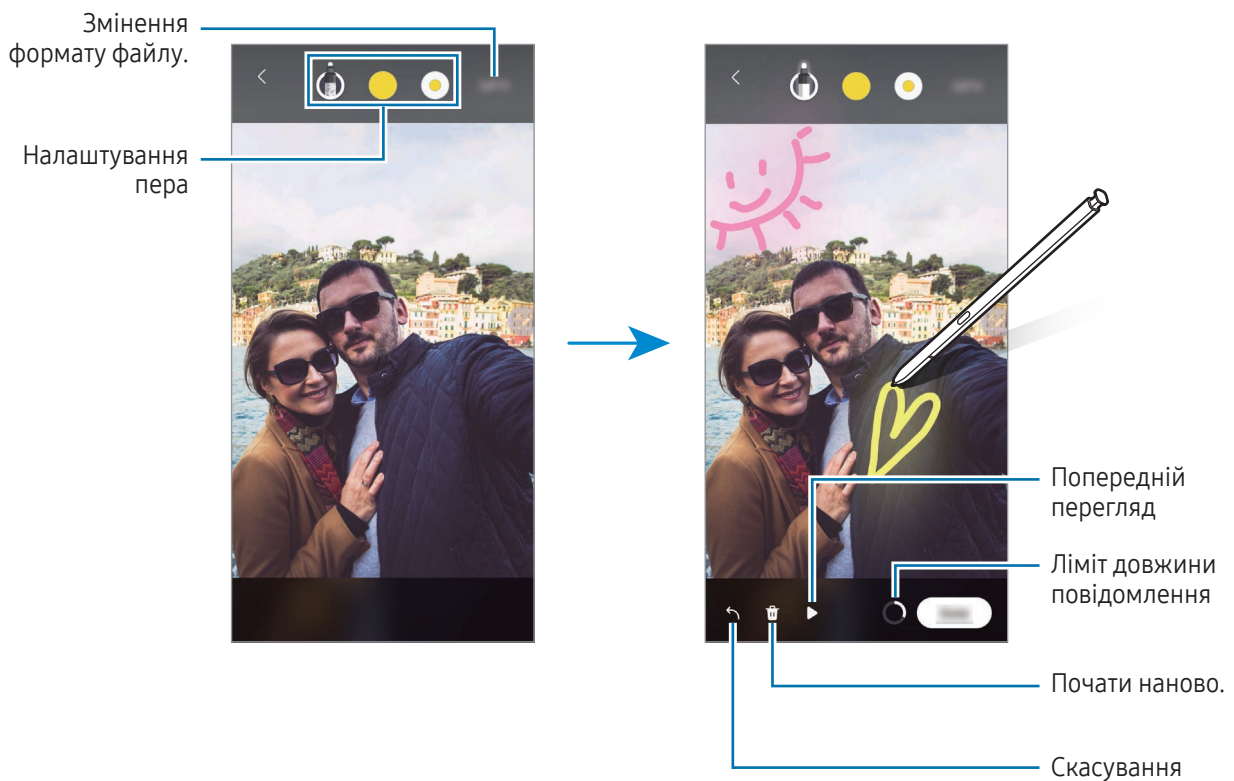 Змінення
формату файлу.
Налаштування
пера
Попередній
перегляд
Ліміт довжини
повідомлення
Почати наново.
Скасування